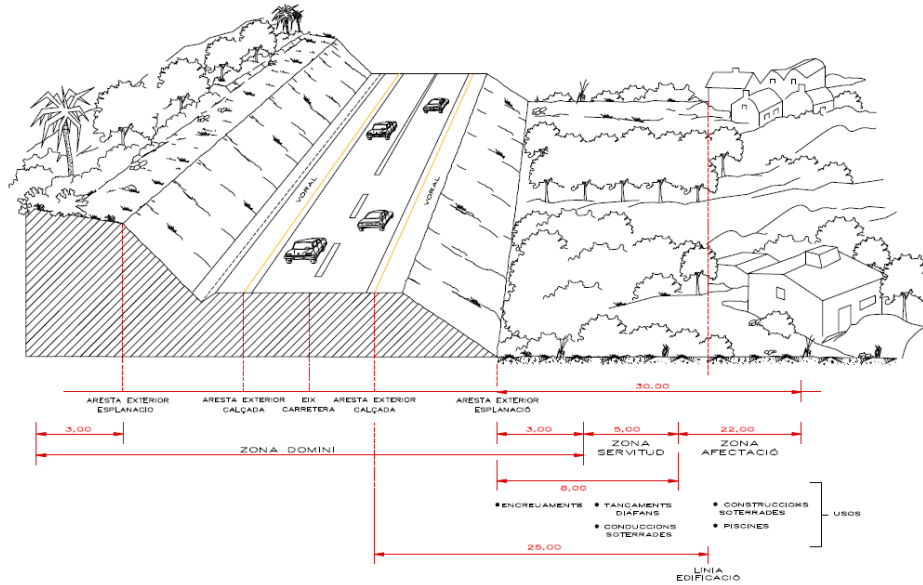 VORAL
VORAL
30.00
ARESTA EXTERIOR
ESPLANACIO
ARESTA EXTERIOR
CALÇADA
EIX
CARRETERA
ARESTA EXTERIOR
CALÇADA
ARESTA EXTERIOR
ESPLANACIÓ
3,00
3,00
5,00
22,00
ZONA DOMINI
ZONA
SERVITUD
ZONA
AFECTACIÓ
8,00
• ENCREUAMENTS
• TANCAMENTS
DIÀFANS
• CONDUCCIONS
SOTERRADES
• CONSTRUCCIONS
SOTERRADES
• PISCINES
USOS
25,00
LÍNIA
EDIFICACIÓ